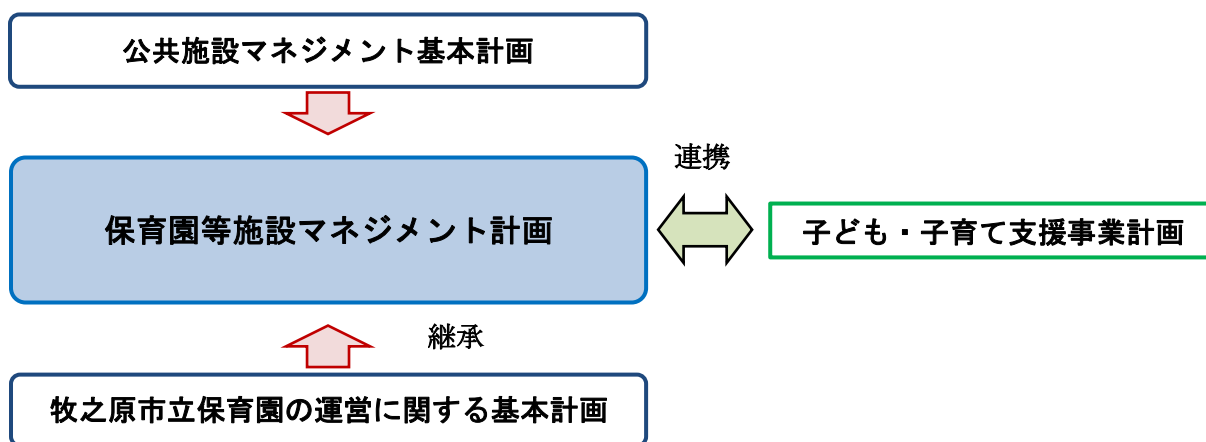 公共施設マネジメント基本計画
連携
保育園等施設マネジメント計画
子ども・子育て支援事業計画
継承
牧之原市立保育園の運営に関する基本計画